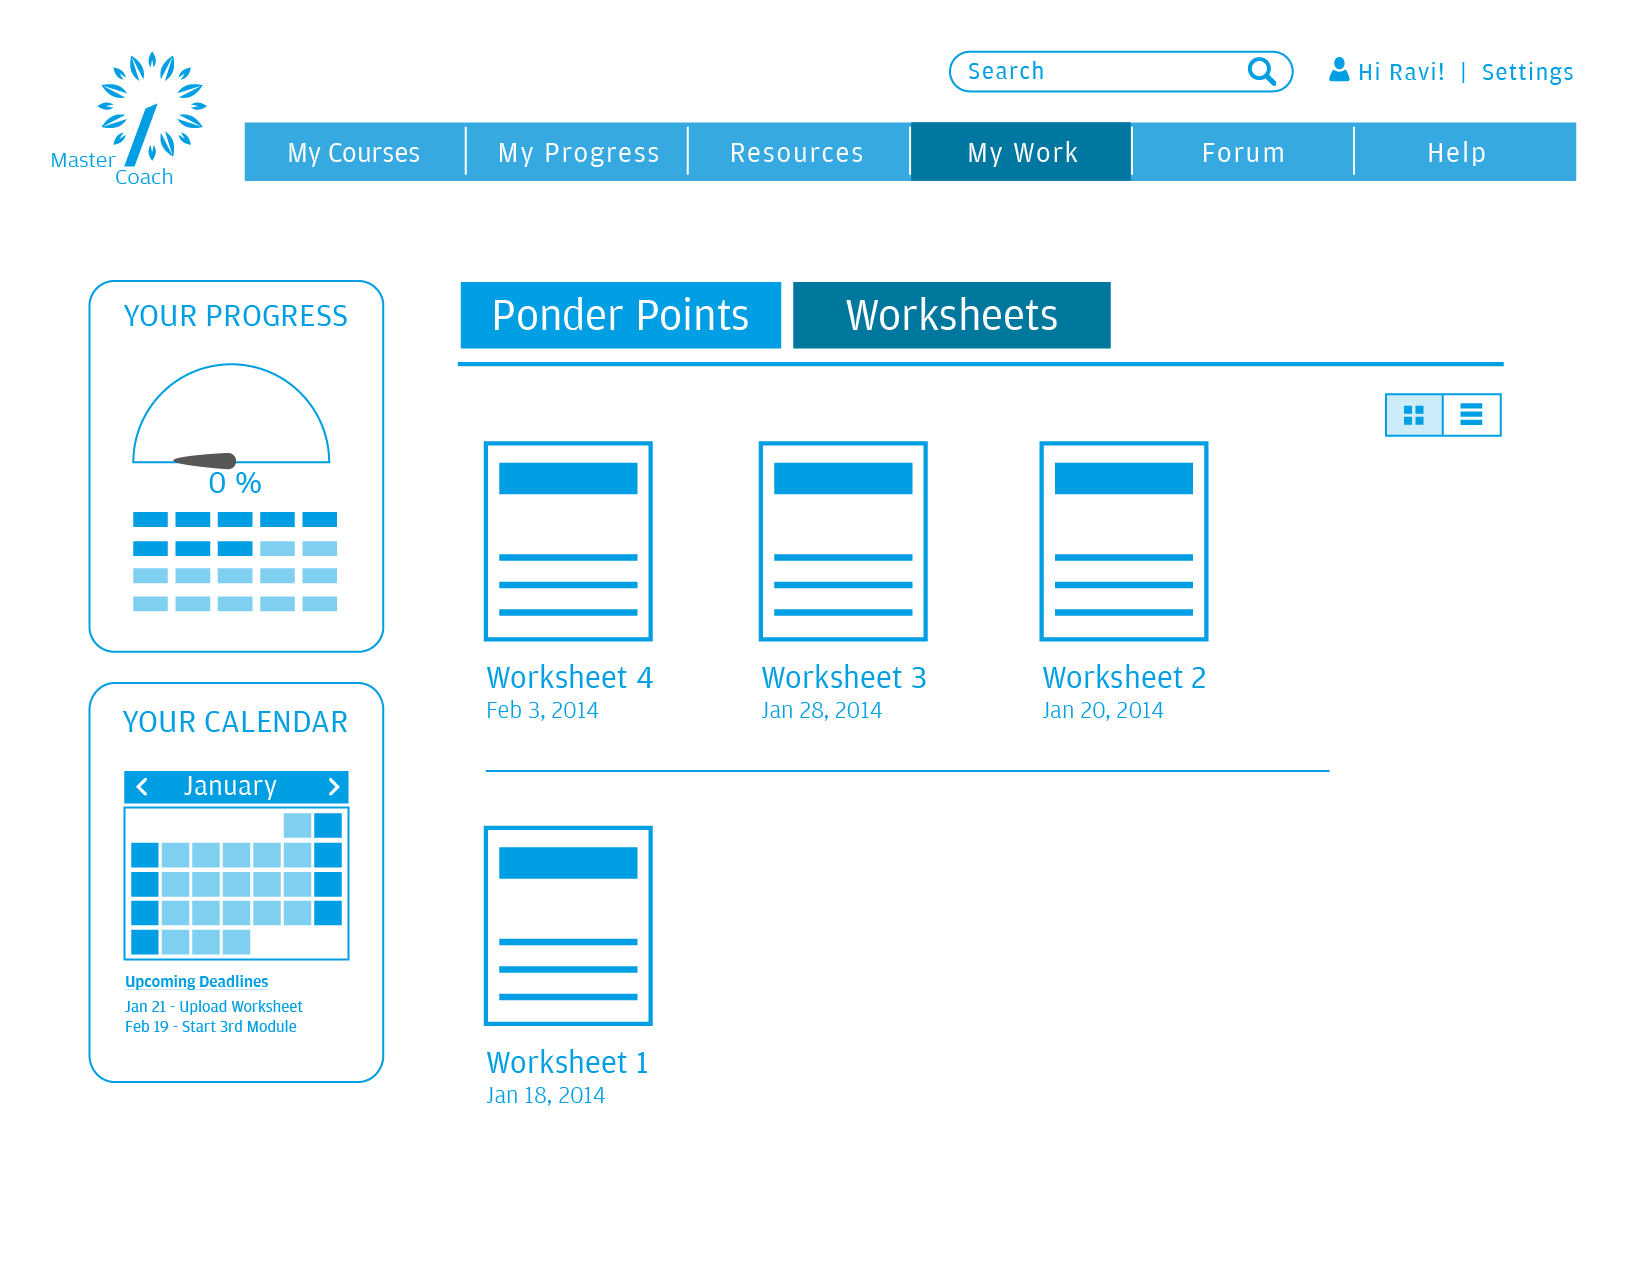 Master
Coach
Search
Hi Ravi! | Settings
My Courses
My Progress
Resources
My Work
Forum
Help
YOUR PROGRESS
0 %
YOUR CALENDAR
January
Upcoming Deadlines
Jan 21 - Upload Worksheet
Feb 19 - Start 3rd Module
Ponder Points
Worksheets
Worksheet 4
Feb 3, 2014
Worksheet 3
Jan 28, 2014
Worksheet 2
Jan 20, 2014
Worksheet 1
Jan 18, 2014